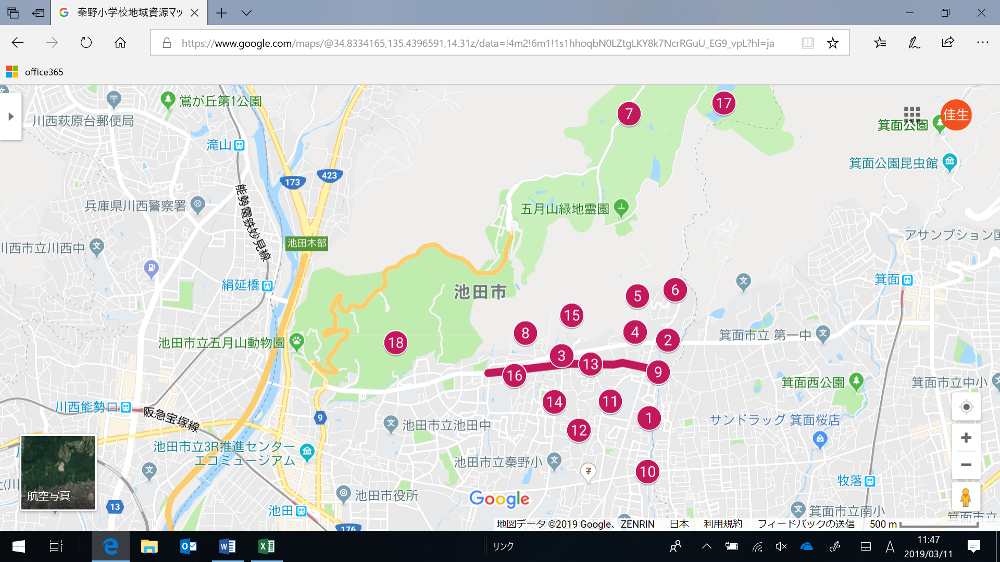 秦野小学校地域資源マッ
https://www.google.com/maps/@34.8334165,135.4396591,14.31z/data=!4m2!6m1!1s1hhoqbN0LZtgLKY8k7NcrRGuU_EG9_vpL?hl=ja
office365
鴬が丘第1公園
7
17
佳生
川西萩原台郵便局
箕面公園
滝山
箕面公園昆虫館
173
423
能勢電鉄妙見線
兵庫県川西警察署
五月山緑地霊園
アサンプション国
川西市立川西中
池田木部
箕面
絹延橋
池田市
5
6
15
8
4
2
箕面市立 第一中
池田市立五月山動物園
18
3
13
16
9
箕面西公園
箕面市立中小
川西能勢口
阪急宝塚線
14
11
9
1
サンドラッグ 箕面桜店
池田市立池田中
12
池田市立3R推進センター
エコミュージアム
池田市立秦野小
10
牧落
航空写真
13
池田市役所
Google
池田
箕面市立南小
箕面市立
176
地図データ ©2019 Google、ZENRIN 日本 利用規約 フィードバックの送信 500 m
リンク
A
11:47
2019/03/11